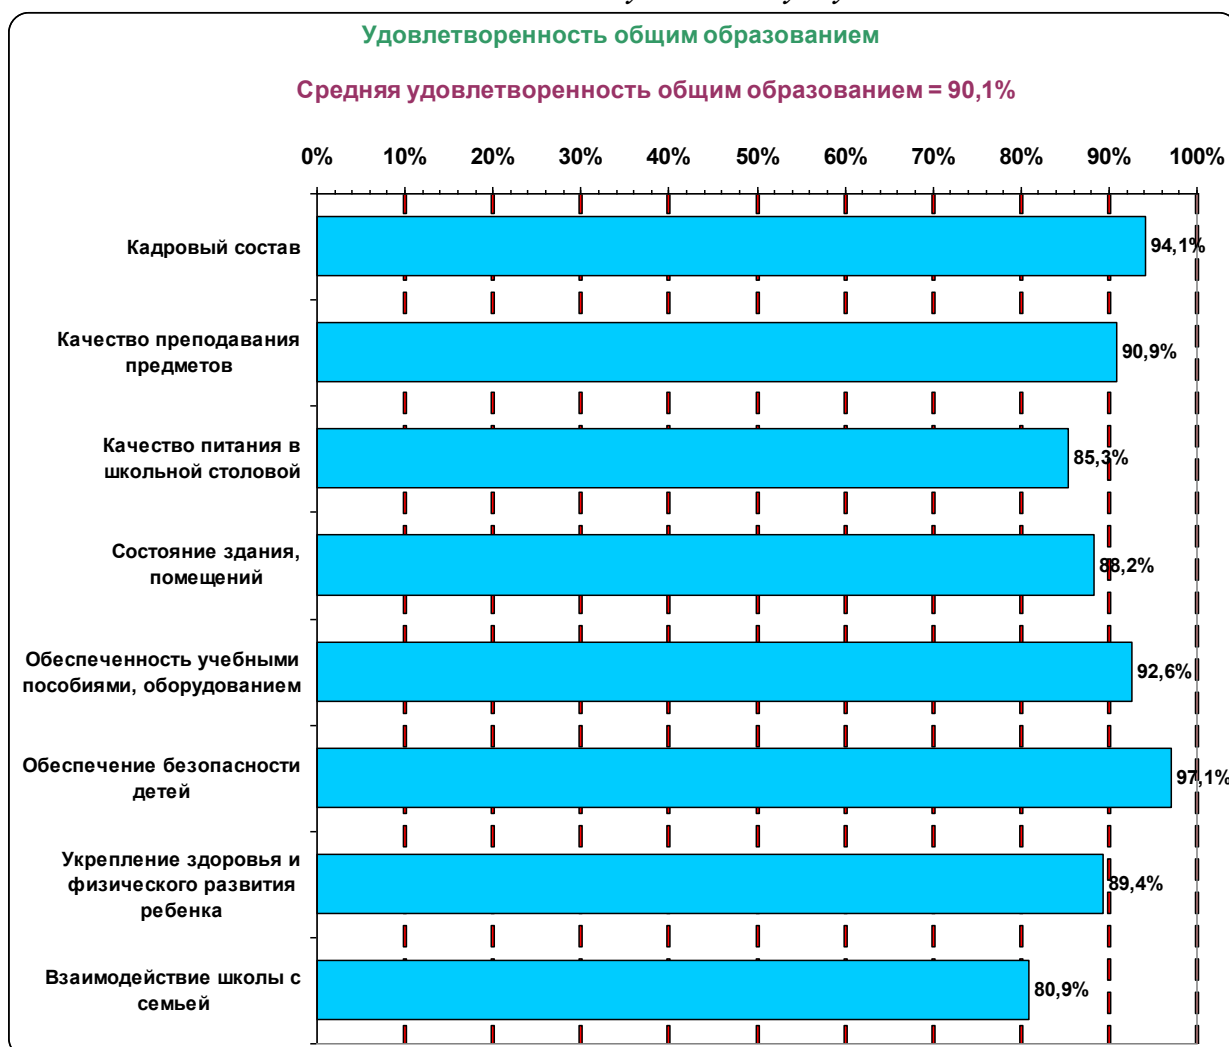 Удовлетворенность общим образованием
Средняя удовлетворенность общим образованием = 90,1%
0% 10% 20% 30% 40% 50% 60% 70% 80% 90% 100%
Кадровый состав
94,1%
Качество преподавания
предметов
90,9%
Качество питания в
школьной столовой
85,3%
Состояние здания,
помещений
88,2%
Обеспеченность учебными
пособиями, оборудованием
92,6%
Обеспечение безопасности
детей
97,1%
Укрепление здоровья и
физического развития
ребенка
89,4%
Взаимодействие школы с
семьей
80,9%